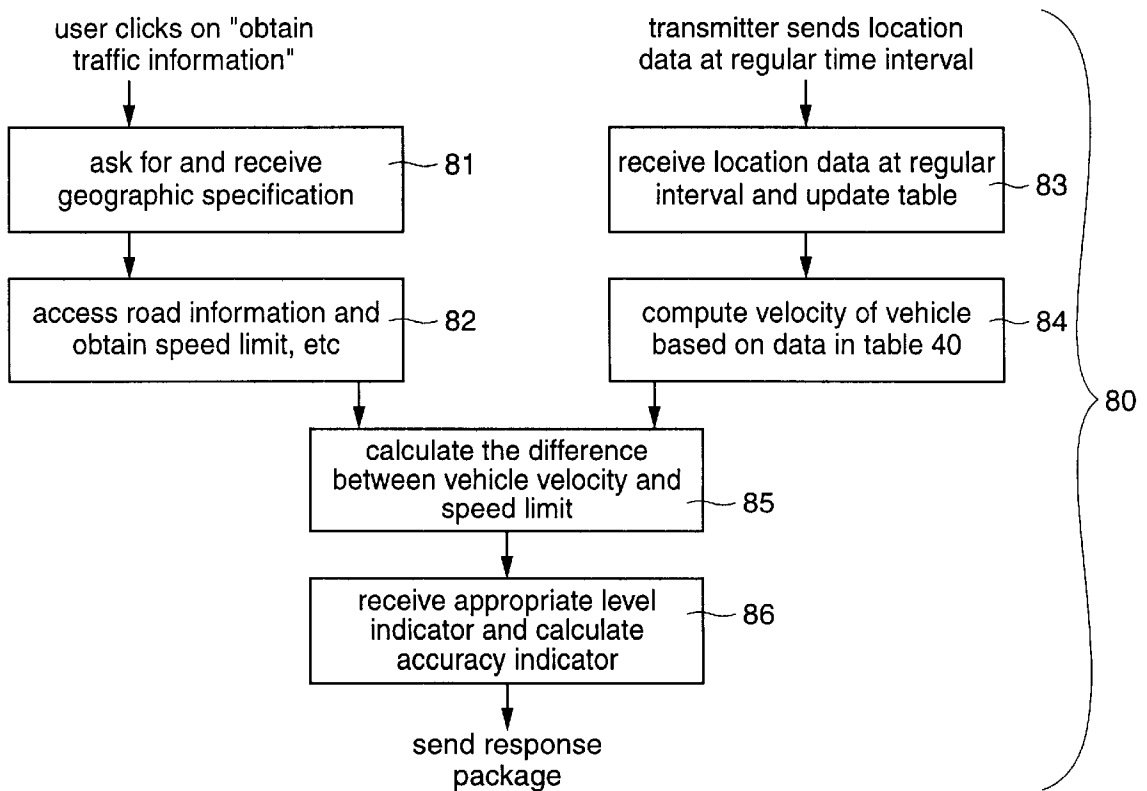 user clicks on "obtain
traffic information"
transmitter sends location
data at regular time interval
ask for and receive
geographic specification
81
receive location data at regular
interval and update table
83
access road information and
obtain speed limit, etc
82
compute velocity of vehicle
based on data in table 40
84
80
calculate the difference
between vehicle velocity and
speed limit
85
receive appropriate level
indicator and calculate
accuracy indicator
86
send response
package